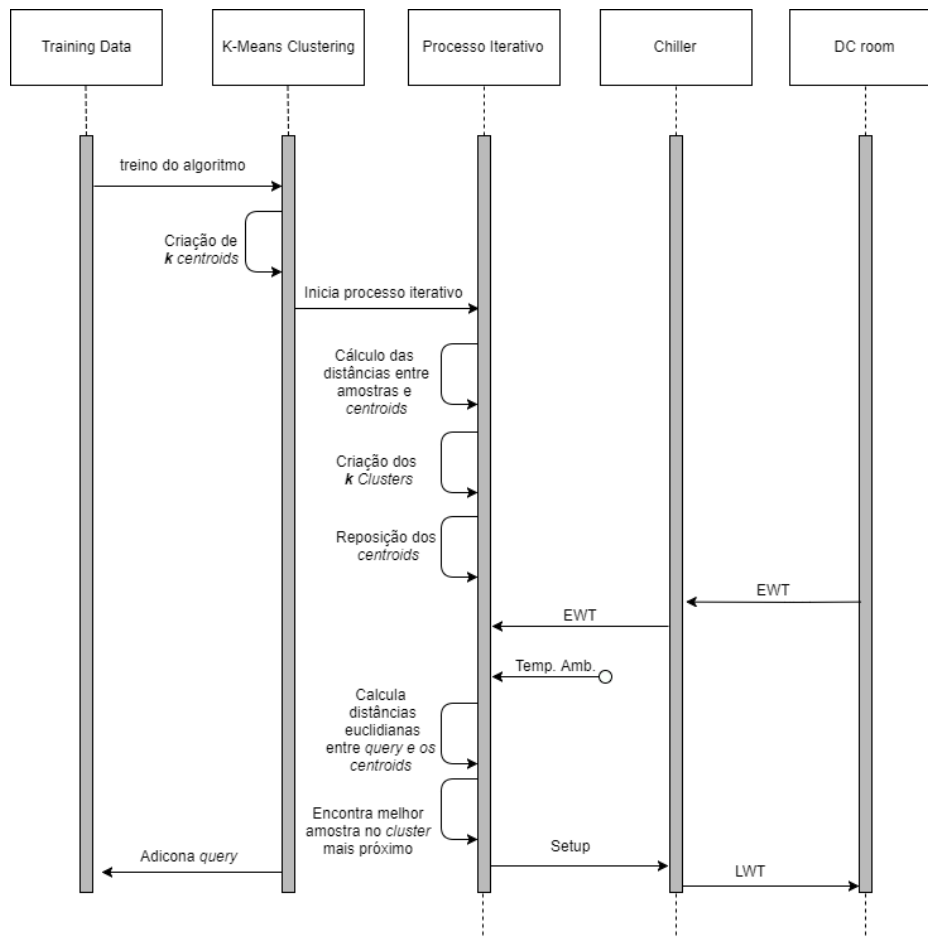 Training Data
K-Means Clustering
Processo Iterativo
Chiller
DC room
treino do algoritmo
Criação de
k centroids
Inicia processo iterativo
Cálculo das
distâncias entre
amostras e
centroids
Criação dos
k Clusters
Reposição dos
centroids
EWT
EWT
Temp. Amb.
Calcula
distâncias
euclidianas
entre query e os
centroids
Encontra melhor
amostra no cluster
mais próximo
Setup
Adicona query
LWT